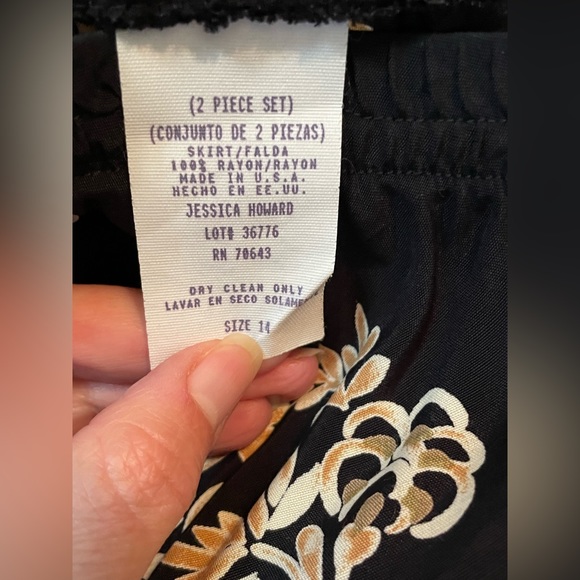 (2 PIECE SET)
(CONJUNTO DE 2 PIEZAS)
SKIRT/FALDA
100% RAYON/RAYON
MADE IN U.S.A.
HECHO EN EE.UU.
JESSICA HOWARD
LOT# 36776
RN 70643
DRY CLEAN ONLY
LAVAR EN SECO
SIZE 14